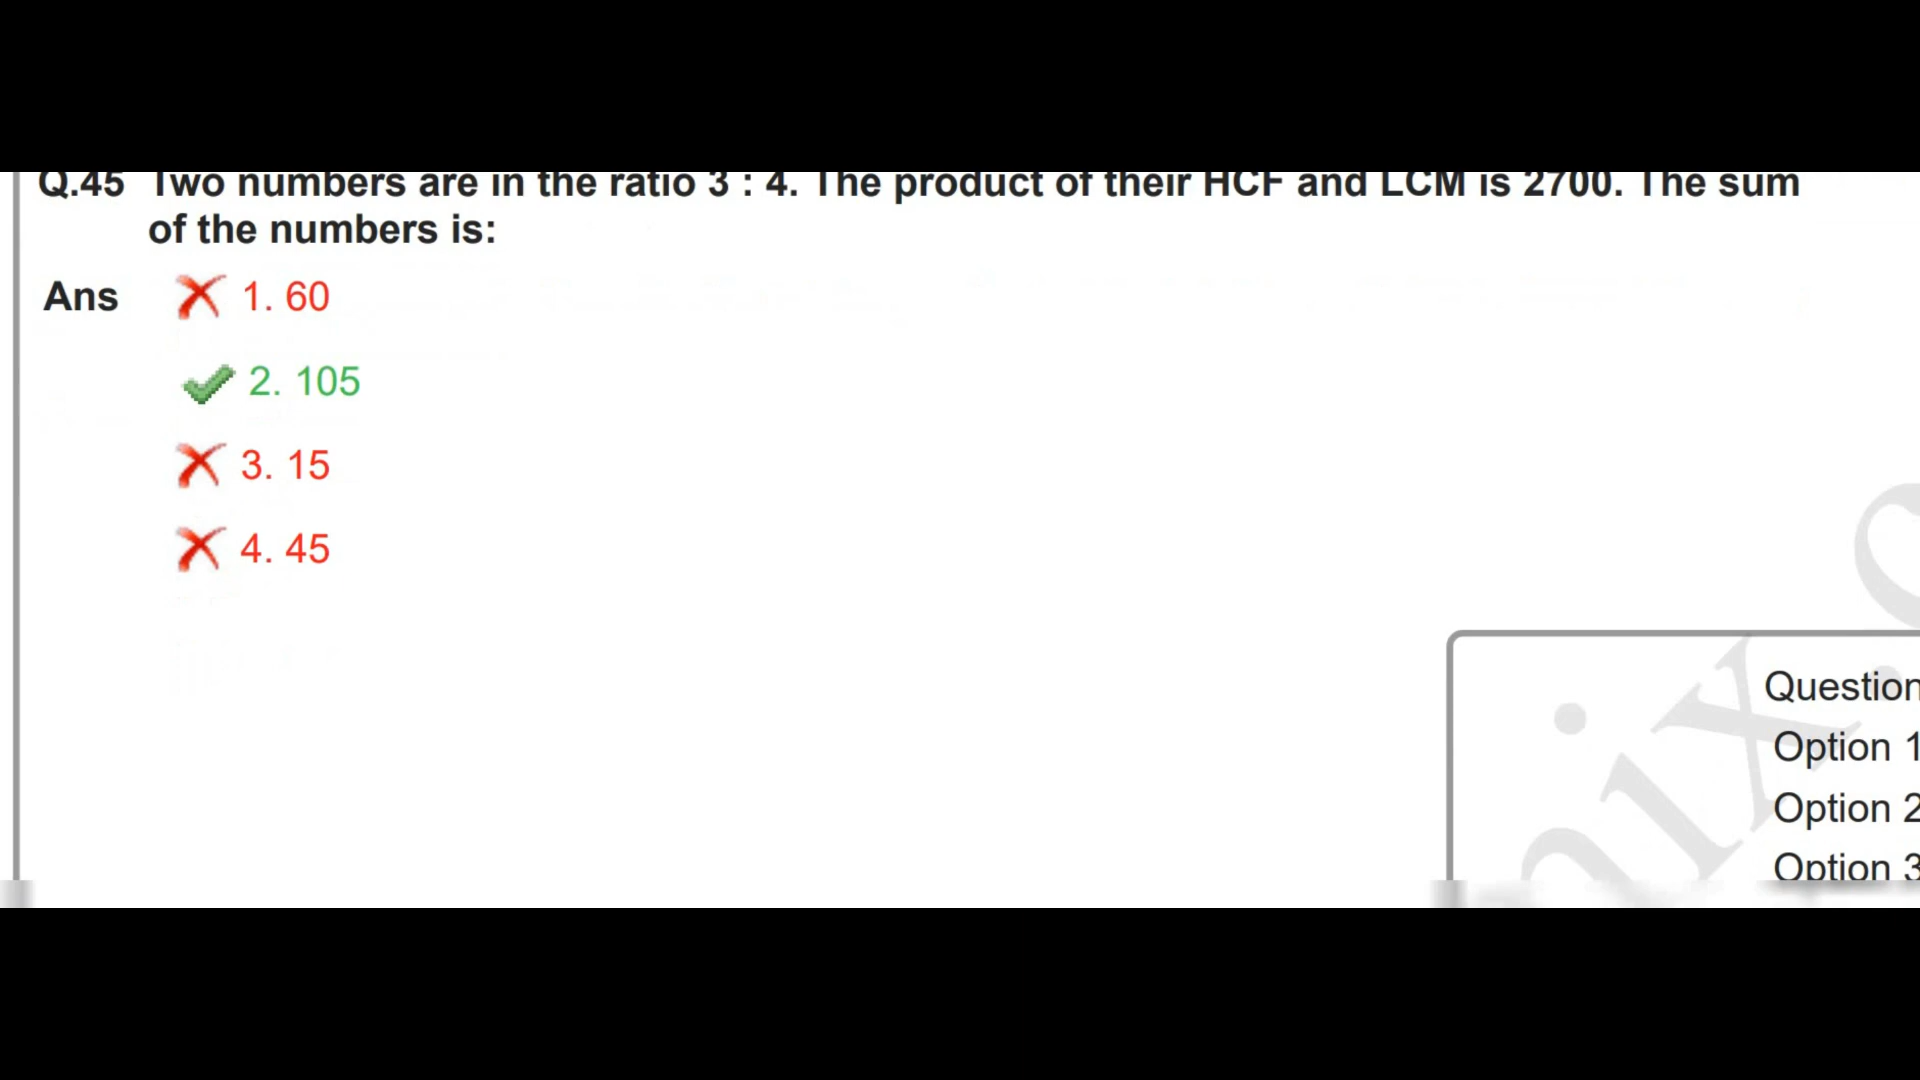 Q.45 Two numbers are in the ratio 3 : 4. The product of their HCF and LCM is 2700. The sum
of the numbers is:
Ans 1. 60
2. 105
3. 15
4. 45
Question
Option 1
Option 2
Option 3